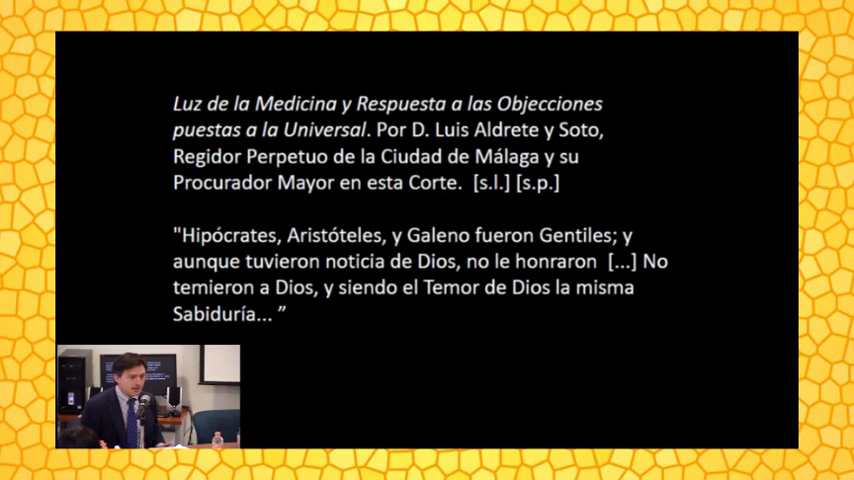 Luz de la Medicina y Respuesta a las Objecciones
puestas a la Universal. Por D. Luis Aldrete y Soto,
Regidor Perpetuo de la Ciudad de Málaga y su
Procurador Mayor en esta Corte.  [s.l.] [s.p.]
"Hipócrates, Aristóteles, y Galeno fueron Gentiles; y
aunque tuvieron noticia de Dios, no le honraron  [...] No
temieron a Dios, y siendo el Temor de Dios la misma
Sabiduría... ”